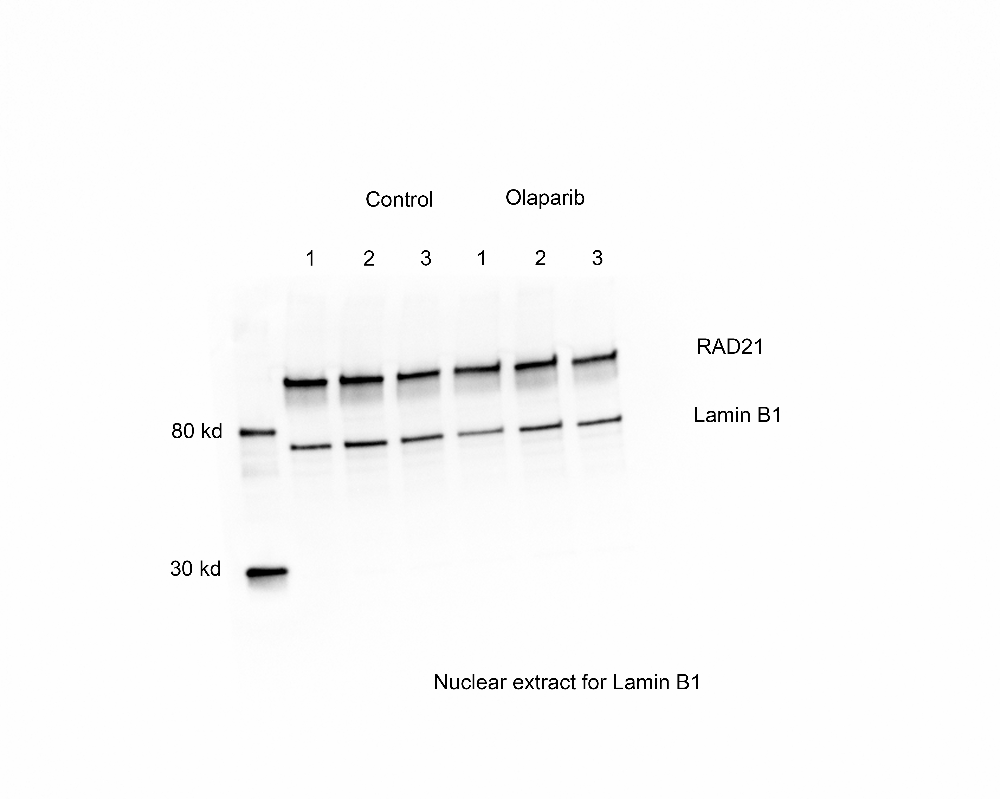 Control Olaparib
1 2 3 1 2 3
RAD21
Lamin B1
80 kd
30 kd
Nuclear extract for Lamin B1